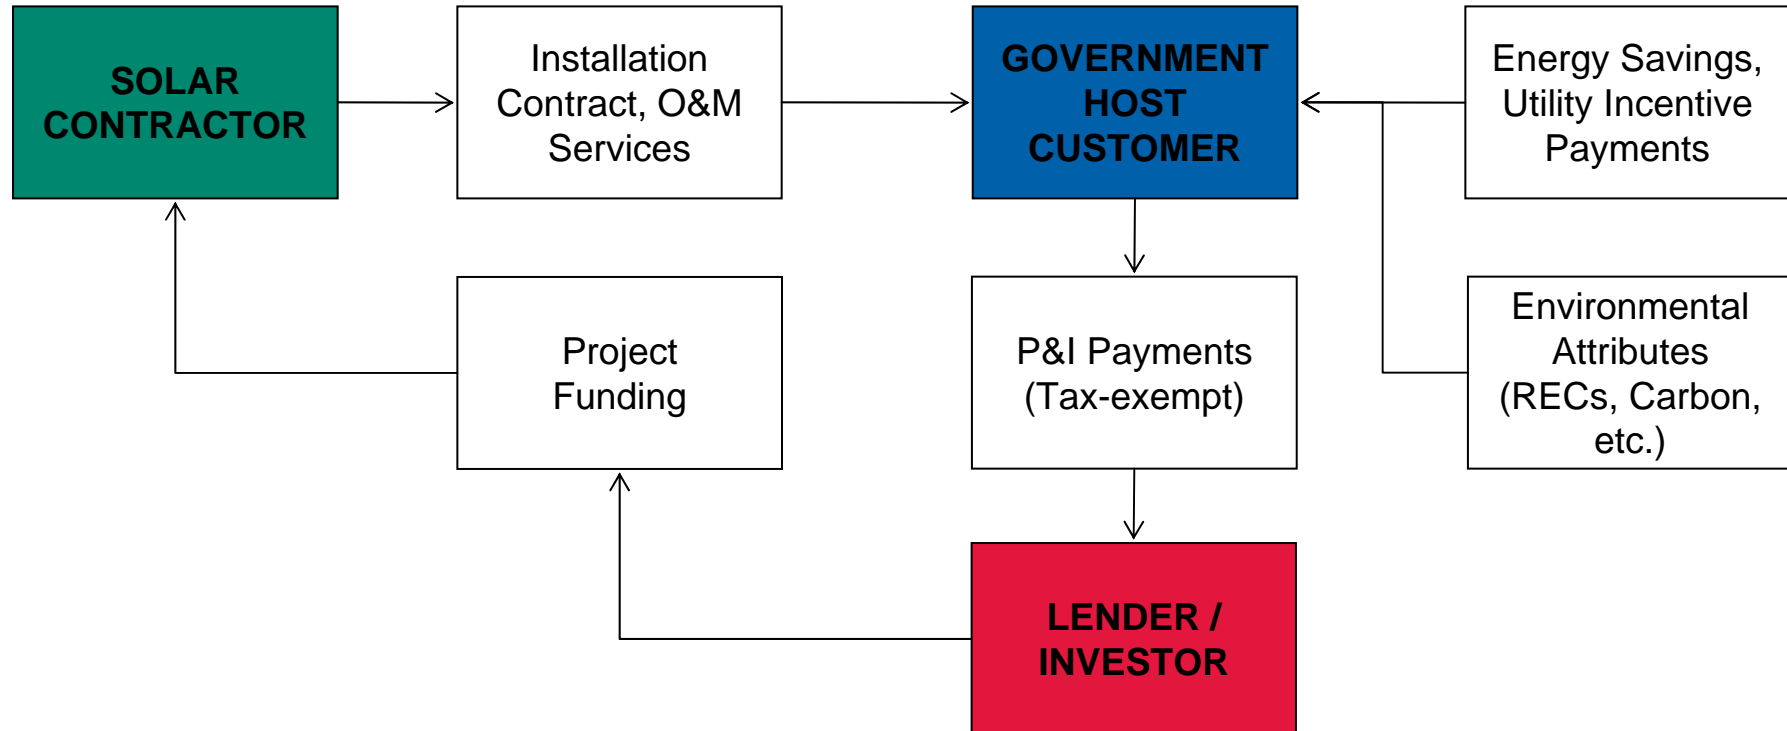 SOLAR
CONTRACTOR
Installation
Contract, O&M
Services
GOVERNMENT
HOST
CUSTOMER
Energy Savings,
Utility Incentive
Payments
Project
Funding
P&I Payments
(Tax-exempt)
Environmental
Attributes
(RECs, Carbon,
etc.)
LENDER /
INVESTOR